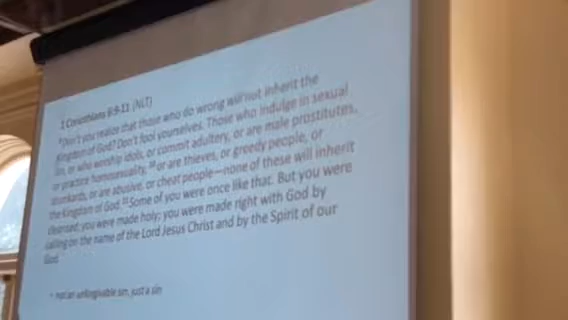 1 Corinthians 6:9-11 (NLT)
9Don't you realize that those who do wrong will not inherit the
Kingdom of God? Don't fool yourselves. Those who indulge in sexual
sin, or who worship idols, or commit adultery, or are male prostitutes,
or practice homosexuality, 10 or are thieves, or greedy people, or
drunkards, or are abusive, or cheat people—none of these will inherit
the Kingdom of God. 11 Some of you were once like that. But you were
cleansed; you were made holy; you were made right with God by
calling on the name of the Lord Jesus Christ and by the Spirit of our
God.
• not an unforgivable sin, just a sin